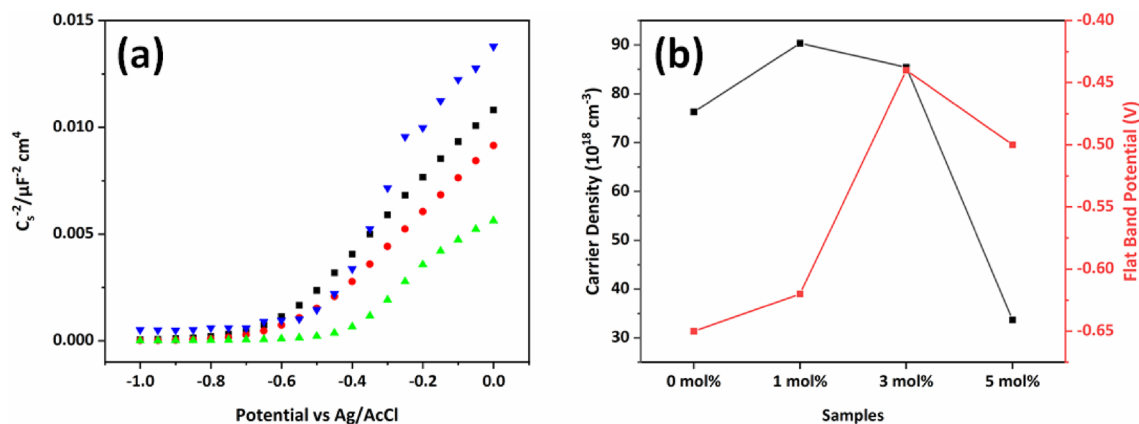 (a)
0.015
0.010
0.005
0.000
Cₛ⁻²/μF⁻² cm⁴
-1.0 -0.8 -0.6 -0.4 -0.2 0.0
Potential vs Ag/AcCl
(b)
90
80
70
60
50
40
30
Carrier Density (10¹⁸ cm⁻³)
0 mol% 1 mol% 3 mol% 5 mol%
Samples
-0.40
-0.45
-0.50
-0.55
-0.60
-0.65
Flat Band Potential (V)